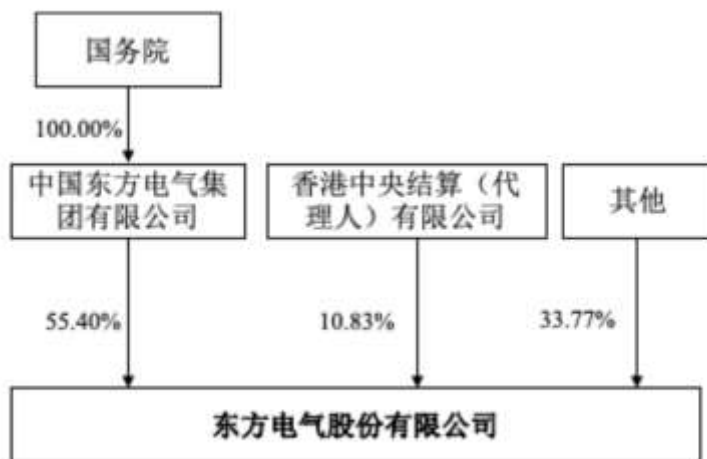 国务院
100.00%
中国东方电气集
团有限公司
香港中央结算（代
理人）有限公司
其他
55.40%
10.83%
33.77%
东方电气股份有限公司